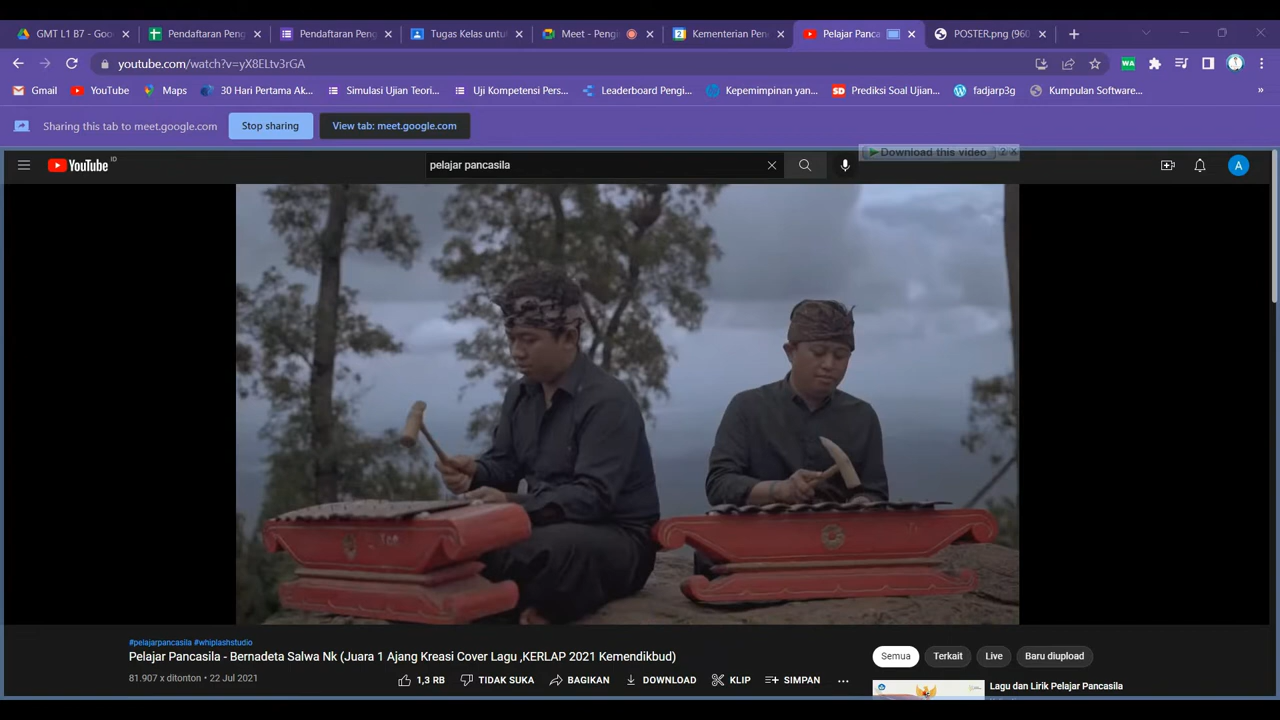 GMT L1 B7 - Goo
Pendaftaran Peng
Pendaftaran Peng
Tugas Kelas untuk
Meet - Pengi
Kementerian Pen
Pelajar Panca
POSTER.png (960
youtube.com/watch?v=yX8ELtv3rGA
Gmail
YouTube
Maps
30 Hari Pertama Ak...
Simulasi Ujian Teori...
Uji Kompetensi Pers...
Leaderboard Pengi...
Kepemimpinan yan...
SD
Prediksi Soal Ujian...
fadjarp3g
Kumpulan Software...
»
WA
Sharing this tab to meet.google.com
Stop sharing
View tab: meet.google.com
YouTube ID
pelajar pancasila
Download this video
? X
A
#pelajarpancasila #whiplashstudio
Pelajar Pancasila - Bernadeta Salwa Nk (Juara 1 Ajang Kreasi Cover Lagu ,KERLAP 2021 Kemendikbud)
81.907 x ditonton • 22 Jul 2021
1,3 RB
TIDAK SUKA
BAGIKAN
DOWNLOAD
KLIP
SIMPAN
...
Semua
Terkait
Live
Baru diupload
Lagu dan Lirik Pelajar Pancasila